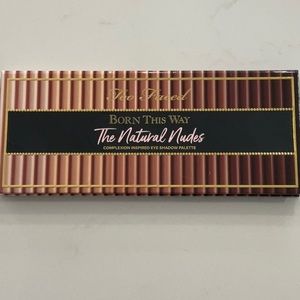 Too Faced
BORN THIS WAY
The Natural Nudes
COMPLEXION INSPIRED EYE SHADOW PALETTE